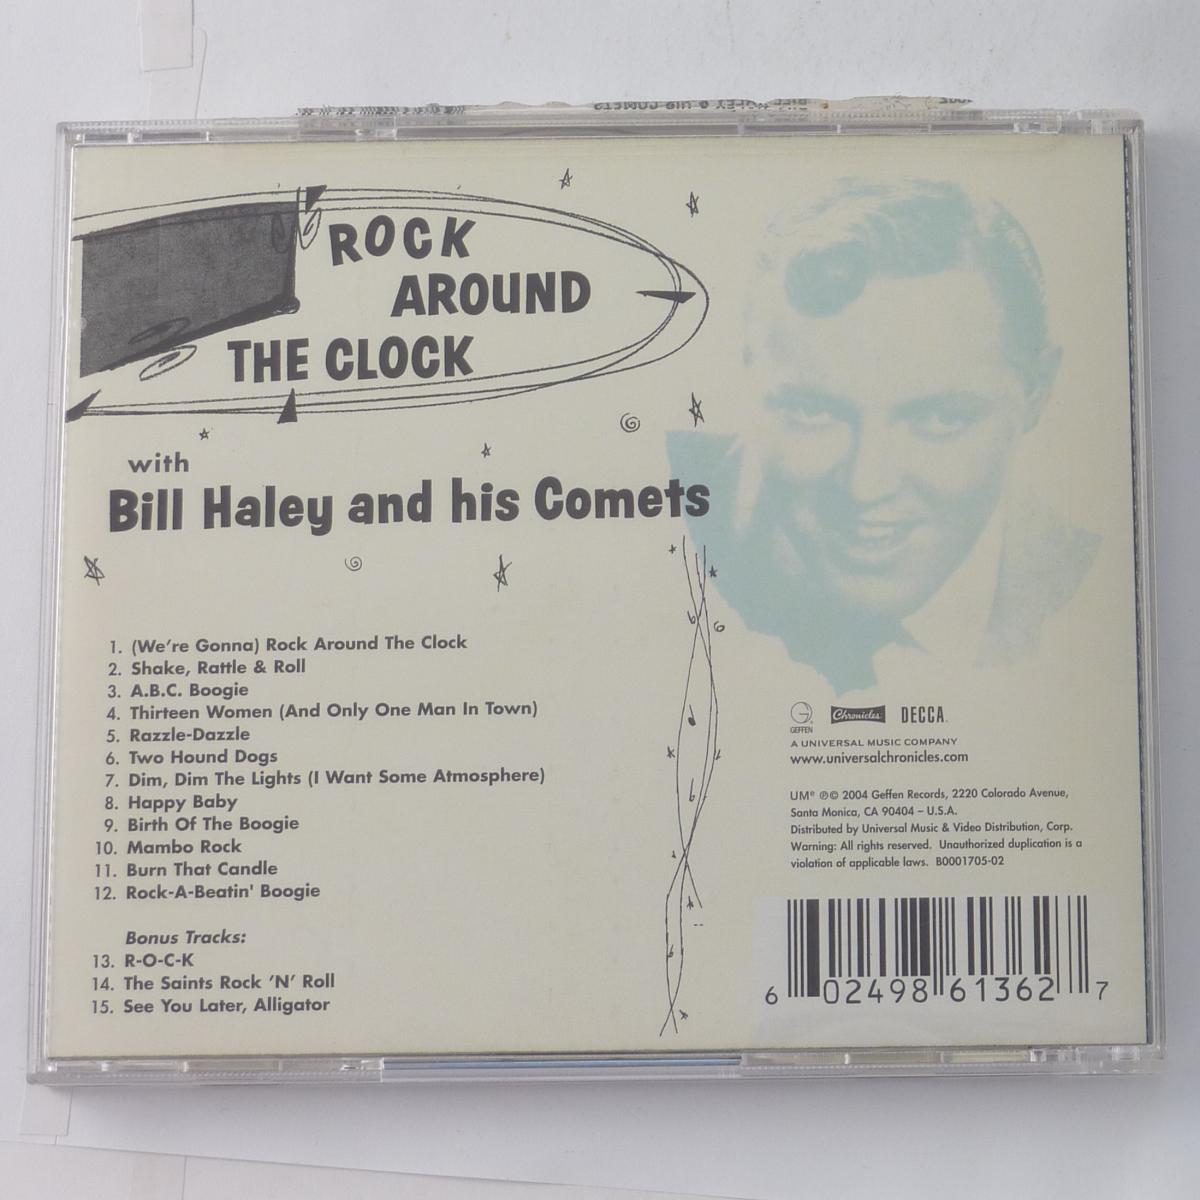 ROCK
AROUND
THE CLOCK
with
Bill Haley and his Comets
1. (We're Gonna) Rock Around The Clock
2. Shake, Rattle & Roll
3. A.B.C. Boogie
4. Thirteen Women (And Only One Man In Town)
5. Razzle-Dazzle
6. Two Hound Dogs
7. Dim, Dim The Lights (I Want Some Atmosphere)
8. Happy Baby
9. Birth Of The Boogie
10. Mambo Rock
11. Burn That Candle
12. Rock-A-Beatin' Boogie
Bonus Tracks:
13. R-O-C-K
14. The Saints Rock 'N' Roll
15. See You Later, Alligator
GEFFEN Chronicles DECCA.
A UNIVERSAL MUSIC COMPANY
www.universalchronicles.com
UMe ℗© 2004 Geffen Records, 2220 Colorado Avenue,
Santa Monica, CA 90404 – U.S.A.
Distributed by Universal Music & Video Distribution, Corp.
Warning: All rights reserved. Unauthorized duplication is a
violation of applicable laws. B0001705-02
6 02498 61362 7